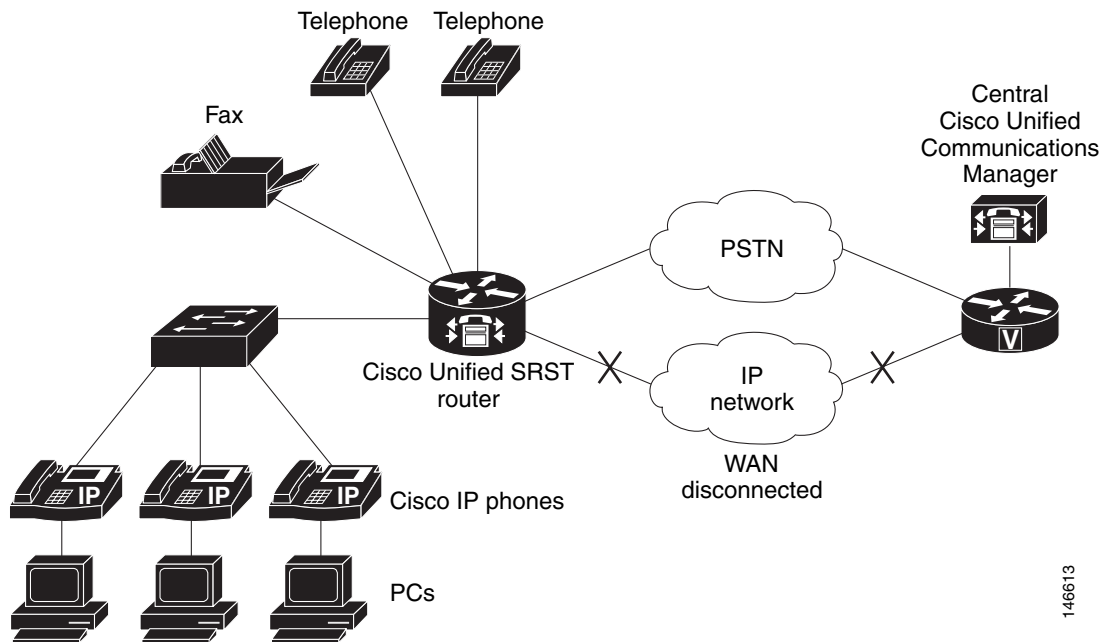 Telephone
Telephone
Fax
Central
Cisco Unified
Communications
Manager
PSTN
V
Cisco Unified SRST
router
IP
network
WAN
disconnected
IP
IP
IP
Cisco IP phones
PCs
146613